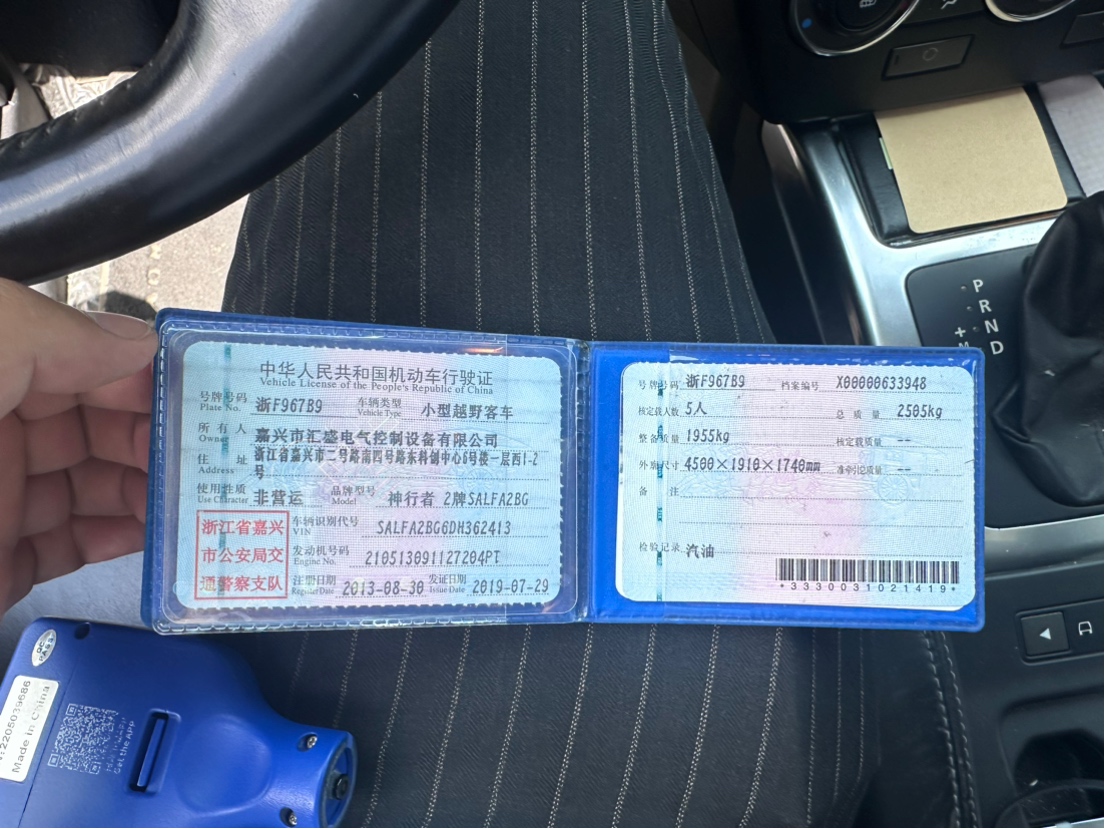 中华人民共和国机动车行驶证
Vehicle License of the People's Republic of China
号牌号码 浙F967B9 车辆类型 小型越野客车
Plate No. Vehicle Type
所有人 嘉兴市汇盛电气控制设备有限公司
Owner
住址 浙江省嘉兴市二号路南四号路东科创中心6号楼一层西1-2
Address 号
使用性质 非营运 品牌型号 神行者 2牌SALFA2BG
Use Character Model
浙江省嘉兴
市公安局交
通警察支队
车辆识别代号 SALFA2BG6DH362413
VIN
发动机号码 210513091127204PT
Engine No.
注册日期 2013-08-30 发证日期 2019-07-29
Register Date Issue Date
号牌号码 浙F967B9 档案编号 X00000633948
核定载人数 5人 总质量 2505kg
整备质量 1955kg 核定载质量 --
外廓尺寸 4500×1910×1740mm 准牵引总质量 --
备注
检验记录 汽油
*3330031021419*
P
R
N
D
+
M
QC
PASS
2205039686
Made in China
Get the APP